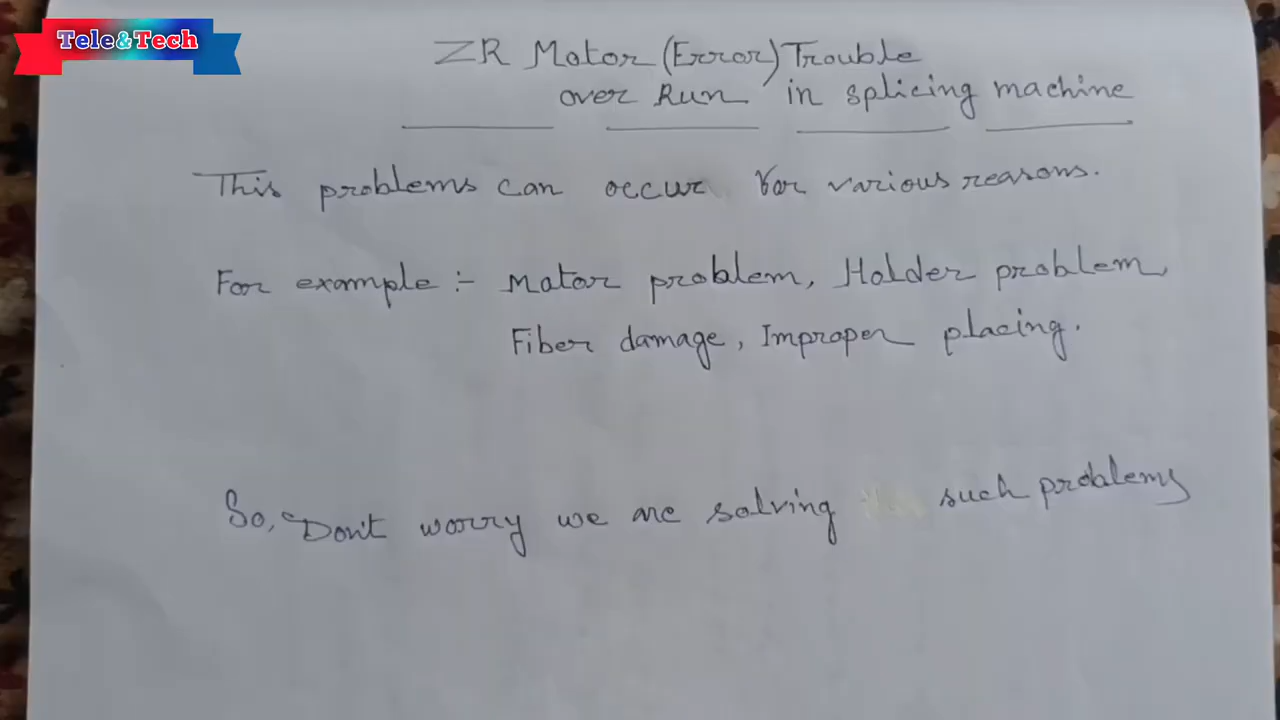 Tele&Tech
ZR Motor (Error) Trouble
over Run in splicing machine
This problems can occur for various reasons.
For example :- Motor problem, Holder problem,
Fiber damage, Improper placing.
So, Don't worry we are solving such problems